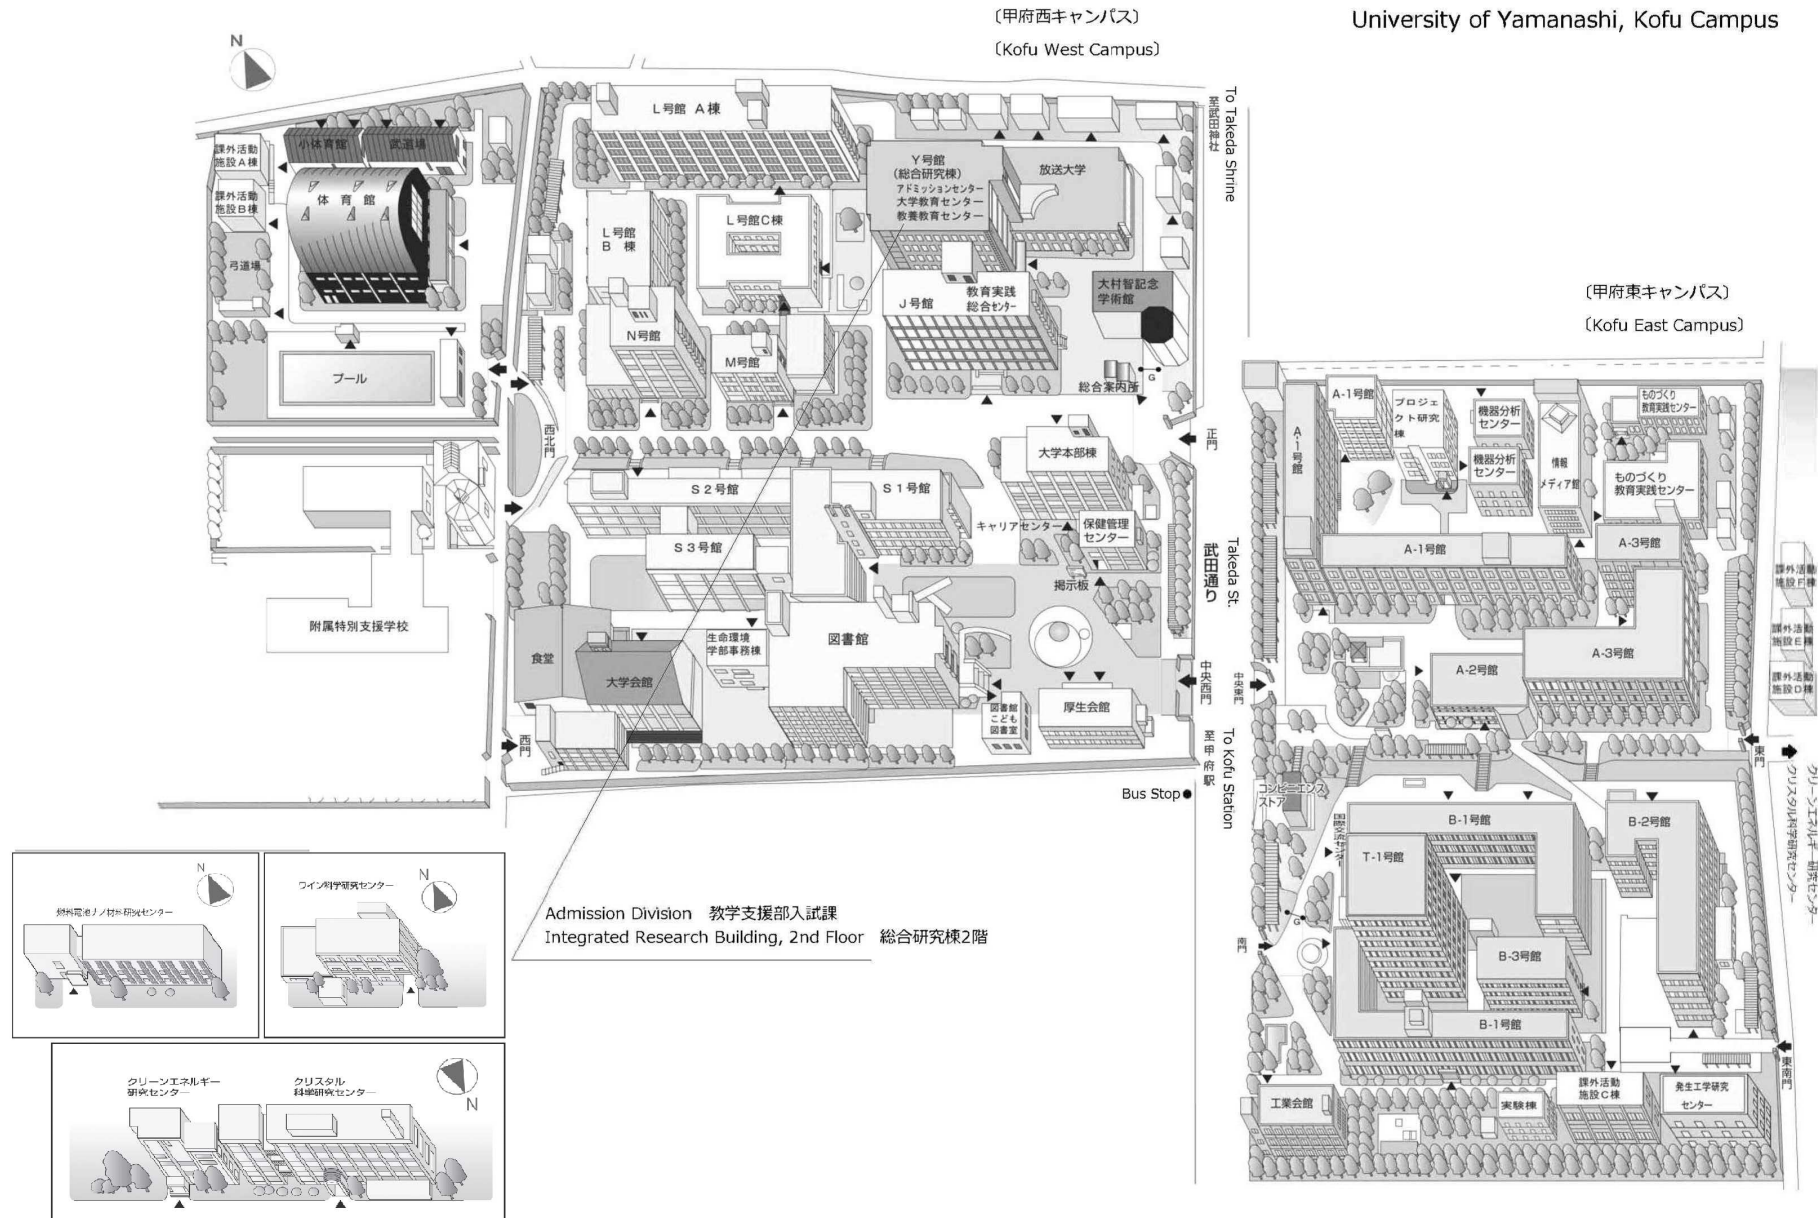 〔甲府西キャンパス〕
〔Kofu West Campus〕
University of Yamanashi, Kofu Campus
N
L号館 A棟
小体育館
武道場
課外活動
施設A棟
課外活動
施設B棟
体育館
弓道場
プール
L号館
B 棟
L号館C棟
Y号館
(総合研究棟)
アドミッションセンター
大学教育センター
教養教育センター
放送大学
To Takeda Shrine
至武田神社
大村智記念
学術館
J号館
教育実践
総合センター
N号館
M号館
総合案内所
G
正門
西北門
大学本部棟
S2号館
S1号館
キャリアセンター
保健管理
センター
S3号館
掲示板
Takeda St.
武田通り
附属特別支援学校
食堂
大学会館
生命環境
学部事務棟
図書館
図書館
こども
図書室
厚生会館
中央西門
西門
To Kofu Station
至甲府駅
Bus Stop
〔甲府東キャンパス〕
〔Kofu East Campus〕
A-1号館
A-1号館
プロジェ
クト研究
棟
機器分析
センター
機器分析
センター
情報
メディア館
ものづくり
教育実践センター
ものづくり
教育実践センター
A-1号館
A-3号館
A-3号館
A-2号館
課外活動
施設F棟
課外活動
施設E棟
課外活動
施設D棟
中央東門
東門
クリーンエネルギー研究センター
クリスタル科学研究センター
コンビニエンス
ストア
国際交流センター
B-1号館
B-2号館
T-1号館
B-3号館
B-1号館
G
南門
東南門
工業会館
実験棟
課外活動
施設C棟
発生工学研究
センター
Admission Division 教学支援部入試課
Integrated Research Building, 2nd Floor 総合研究棟2階
N
燃料電池ナノ材料研究センター
N
ワイン科学研究センター
クリーンエネルギー
研究センター
クリスタル
科学研究センター
N